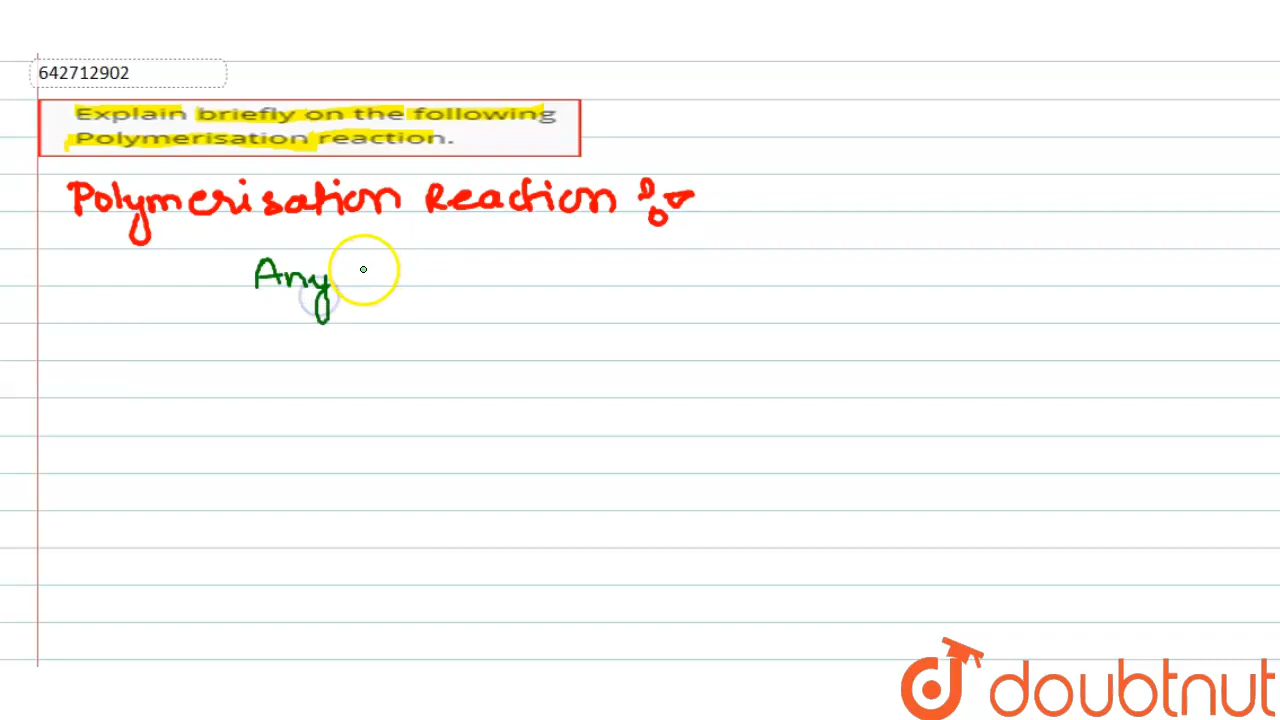 642712902
Explain briefly on the following
Polymerisation reaction.
Polymerisation Reaction :-
Any
doubtnut